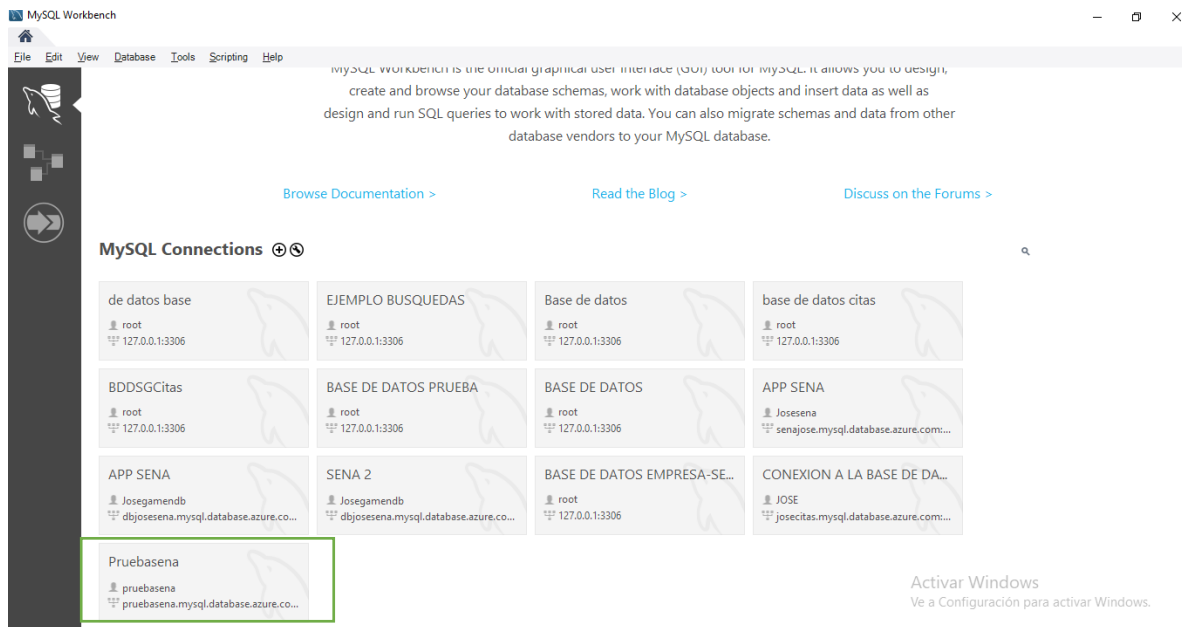 MySQL Workbench
File Edit View Database Tools Scripting Help
MySQL Workbench is the official graphical user interface (GUI) tool for MySQL. It allows you to design,
create and browse your database schemas, work with database objects and insert data as well as
design and run SQL queries to work with stored data. You can also migrate schemas and data from other
database vendors to your MySQL database.
Browse Documentation >
Read the Blog >
Discuss on the Forums >
MySQL Connections
de datos base
root
127.0.0.1:3306
EJEMPLO BUSQUEDAS
root
127.0.0.1:3306
Base de datos
root
127.0.0.1:3306
base de datos citas
root
127.0.0.1:3306
BDDSGCitas
root
127.0.0.1:3306
BASE DE DATOS PRUEBA
root
127.0.0.1:3306
BASE DE DATOS
root
127.0.0.1:3306
APP SENA
Josesena
senajose.mysql.database.azure.com:...
APP SENA
Josegamendb
dbjosesena.mysql.database.azure.co...
SENA 2
Josegamendb
dbjosesena.mysql.database.azure.co...
BASE DE DATOS EMPRESA-SE...
root
127.0.0.1:3306
CONEXION A LA BASE DE DA...
JOSE
josecitas.mysql.database.azure.com:...
Pruebasena
pruebasena
pruebasena.mysql.database.azure.co...
Activar Windows
Ve a Configuración para activar Windows.